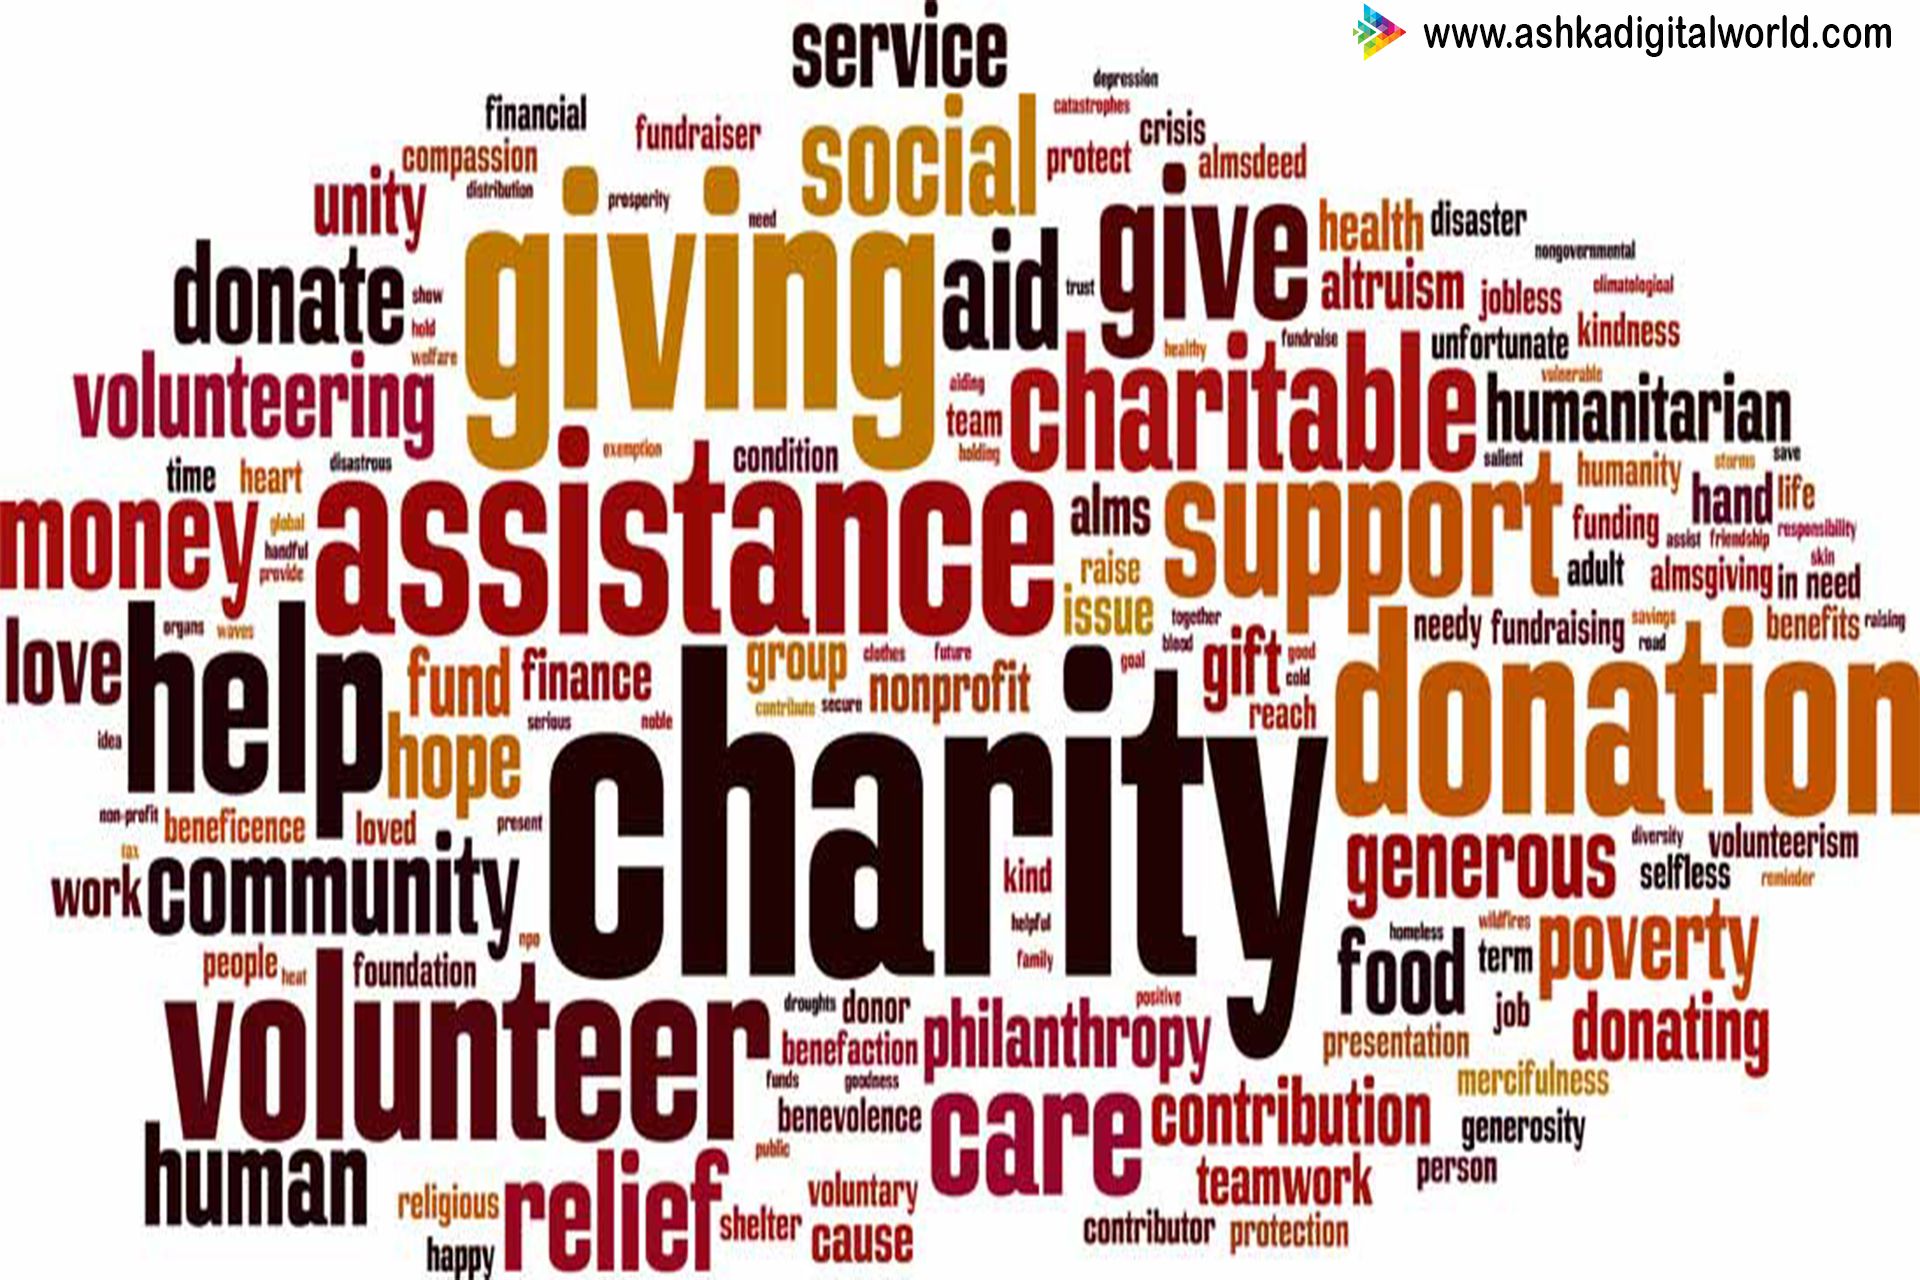 www.ashkadigitalworld.com
service
depression
financial
fundraiser
social
catastrophes
crisis
compassion
protect
almsdeed
unity
distribution
prosperity
need
giving
give
health
disaster
donate
aid
trust
altruism
nongovernmental
show
jobless
climatological
hold
unfortunate
kindness
welfare
healthy
fundraise
volunteering
aiding
charitable
vulnerable
team
humanitarian
time
heart
disastrous
exemption
condition
holding
salient
humanity
storms
save
money
global
assistance
alms
support
funding
hand
life
handful
assist
friendship
responsibility
provide
raise
adult
almsgiving
in need
skin
love
help
organs
waves
issue
together
needy
fundraising
savings
road
benefits
raising
fund
finance
group
clothes
future
blood
goal
gift
good
cold
donation
contribute
secure
nonprofit
reach
serious
noble
idea
hope
charity
non-profit
beneficence
loved
present
tax
generous
diversity
volunteerism
work
community
kind
selfless
reminder
helpful
wildfires
homeless
npo
food
term
poverty
people
heat
foundation
family
volunteer
droughts
donor
positive
job
donating
benefaction
philanthropy
presentation
funds
goodness
mercifulness
benevolence
care
contribution
generosity
public
human
person
teamwork
religious
relief
voluntary
shelter
cause
contributor
protection
happy